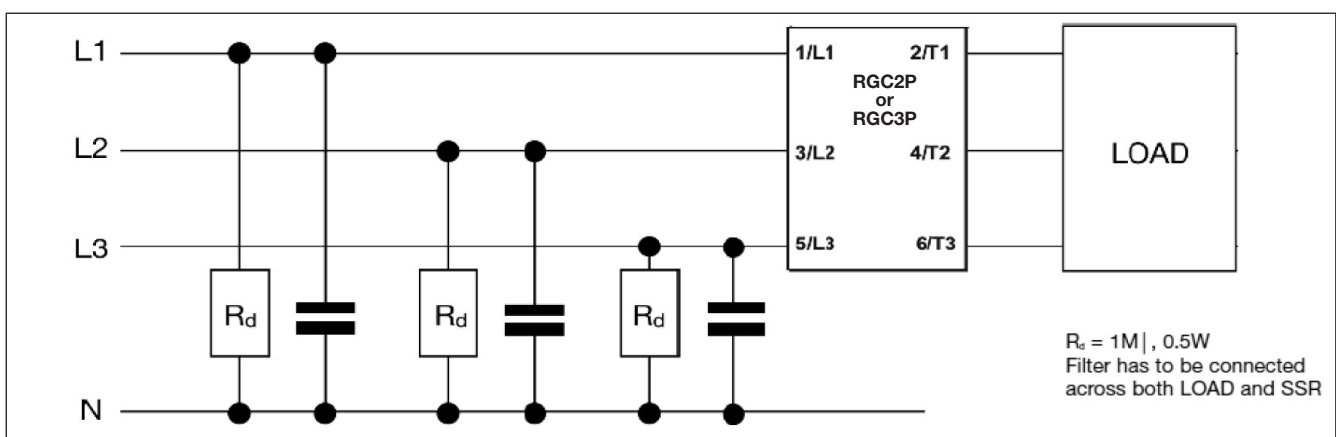 L1
1/L1 2/T1
RGC2P
or
RGC3P
L2
3/L2 4/T2
LOAD
L3
5/L3 6/T3
Rd Rd Rd
Rd = 1M|, 0.5W
Filter has to be connected
across both LOAD and SSR
N